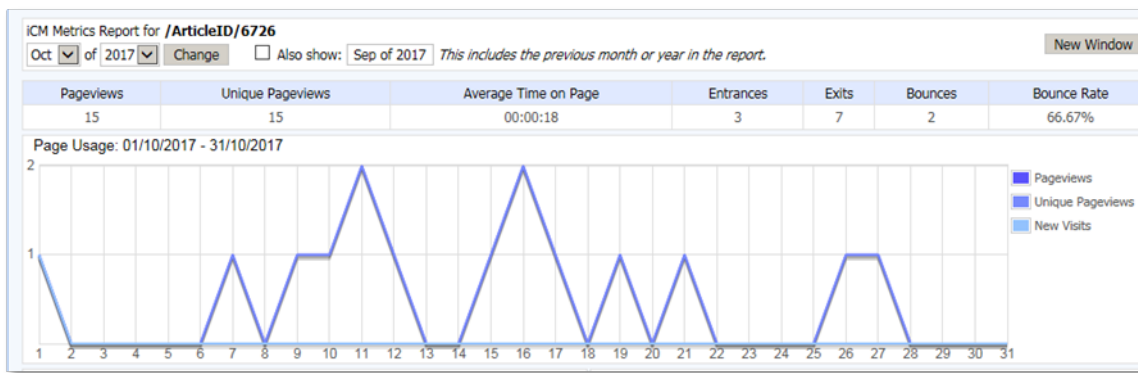 iCM Metrics Report for /ArticleID/6726
Oct of 2017 Change Also show: Sep of 2017 This includes the previous month or year in the report.
New Window
Pageviews Unique Pageviews Average Time on Page Entrances Exits Bounces Bounce Rate
15 15 00:00:18 3 7 2 66.67%
Page Usage: 01/10/2017 - 31/10/2017
2
Pageviews
Unique Pageviews
New Visits
1
1 2 3 4 5 6 7 8 9 10 11 12 13 14 15 16 17 18 19 20 21 22 23 24 25 26 27 28 29 30 31